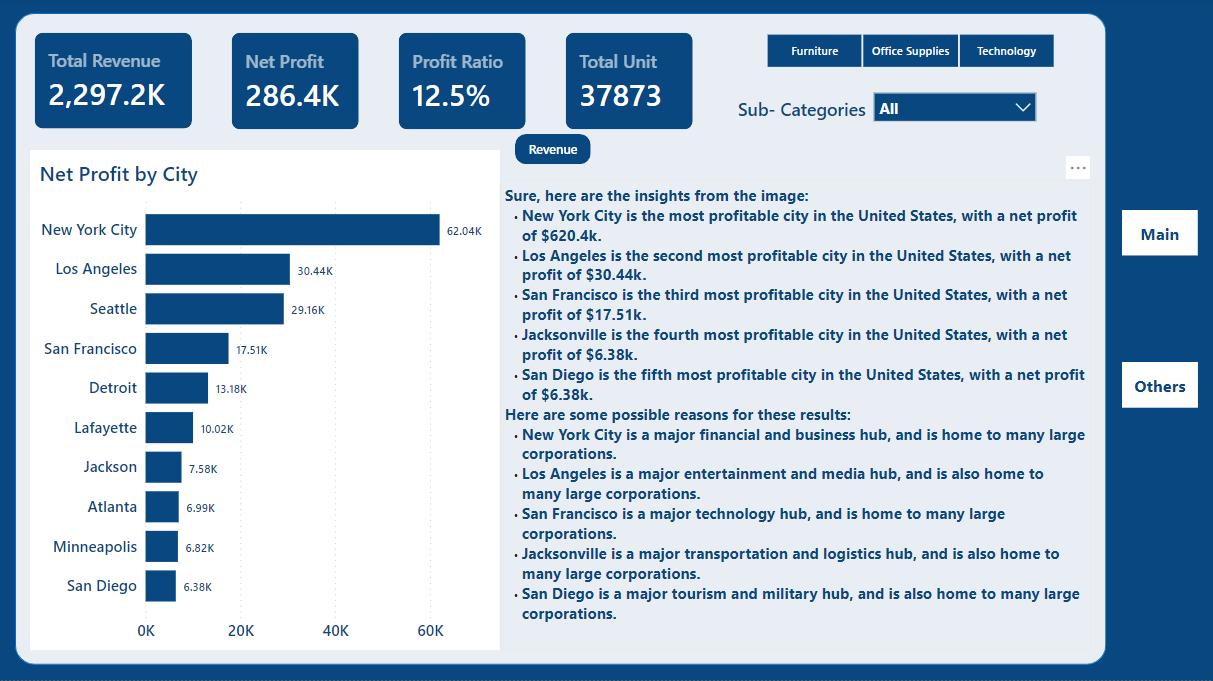 Total Revenue
2,297.2K
Net Profit
286.4K
Profit Ratio
12.5%
Total Unit
37873
Furniture
Office Supplies
Technology
Sub- Categories
All
Revenue
Net Profit by City
New York City
62.04K
Los Angeles
30.44K
Seattle
29.16K
San Francisco
17.51K
Detroit
13.18K
Lafayette
10.02K
Jackson
7.58K
Atlanta
6.99K
Minneapolis
6.82K
San Diego
6.38K
0K
20K
40K
60K
Sure, here are the insights from the image:
• New York City is the most profitable city in the United States, with a net profit
of $620.4k.
• Los Angeles is the second most profitable city in the United States, with a net
profit of $30.44k.
• San Francisco is the third most profitable city in the United States, with a net
profit of $17.51k.
• Jacksonville is the fourth most profitable city in the United States, with a net
profit of $6.38k.
• San Diego is the fifth most profitable city in the United States, with a net profit
of $6.38k.
Here are some possible reasons for these results:
• New York City is a major financial and business hub, and is home to many large
corporations.
• Los Angeles is a major entertainment and media hub, and is also home to
many large corporations.
• San Francisco is a major technology hub, and is home to many large
corporations.
• Jacksonville is a major transportation and logistics hub, and is also home to
many large corporations.
• San Diego is a major tourism and military hub, and is also home to many large
corporations.
Main
Others